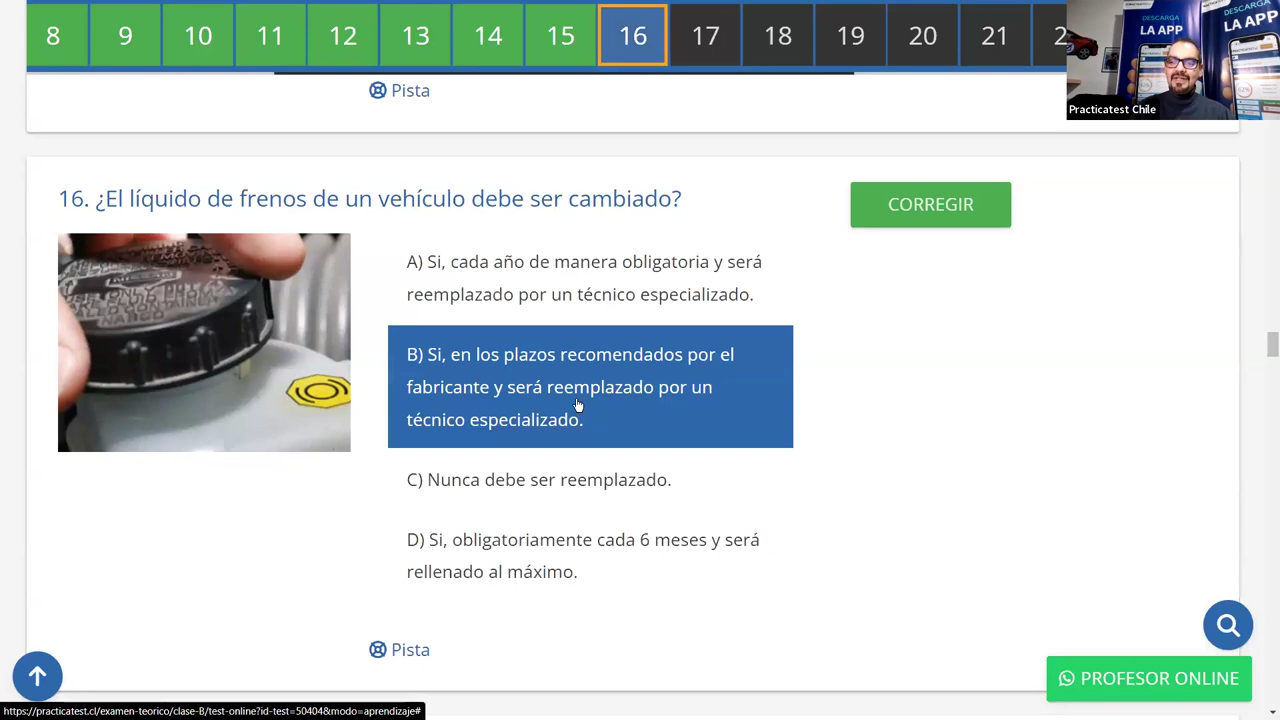 8 9 10 11 12 13 14 15 16 17 18 19 20 21 2
DESCARGA
LA APP
DESCARGA
LA APP
Practicatest Chile
Pista
16. ¿El líquido de frenos de un vehículo debe ser cambiado?
CORREGIR
A) Si, cada año de manera obligatoria y será
reemplazado por un técnico especializado.
B) Si, en los plazos recomendados por el
fabricante y será reemplazado por un
técnico especializado.
C) Nunca debe ser reemplazado.
D) Si, obligatoriamente cada 6 meses y será
rellenado al máximo.
Pista
PROFESOR ONLINE
https://practicatest.cl/examen-teorico/clase-B/test-online?id-test=50404&modo=aprendizaje#